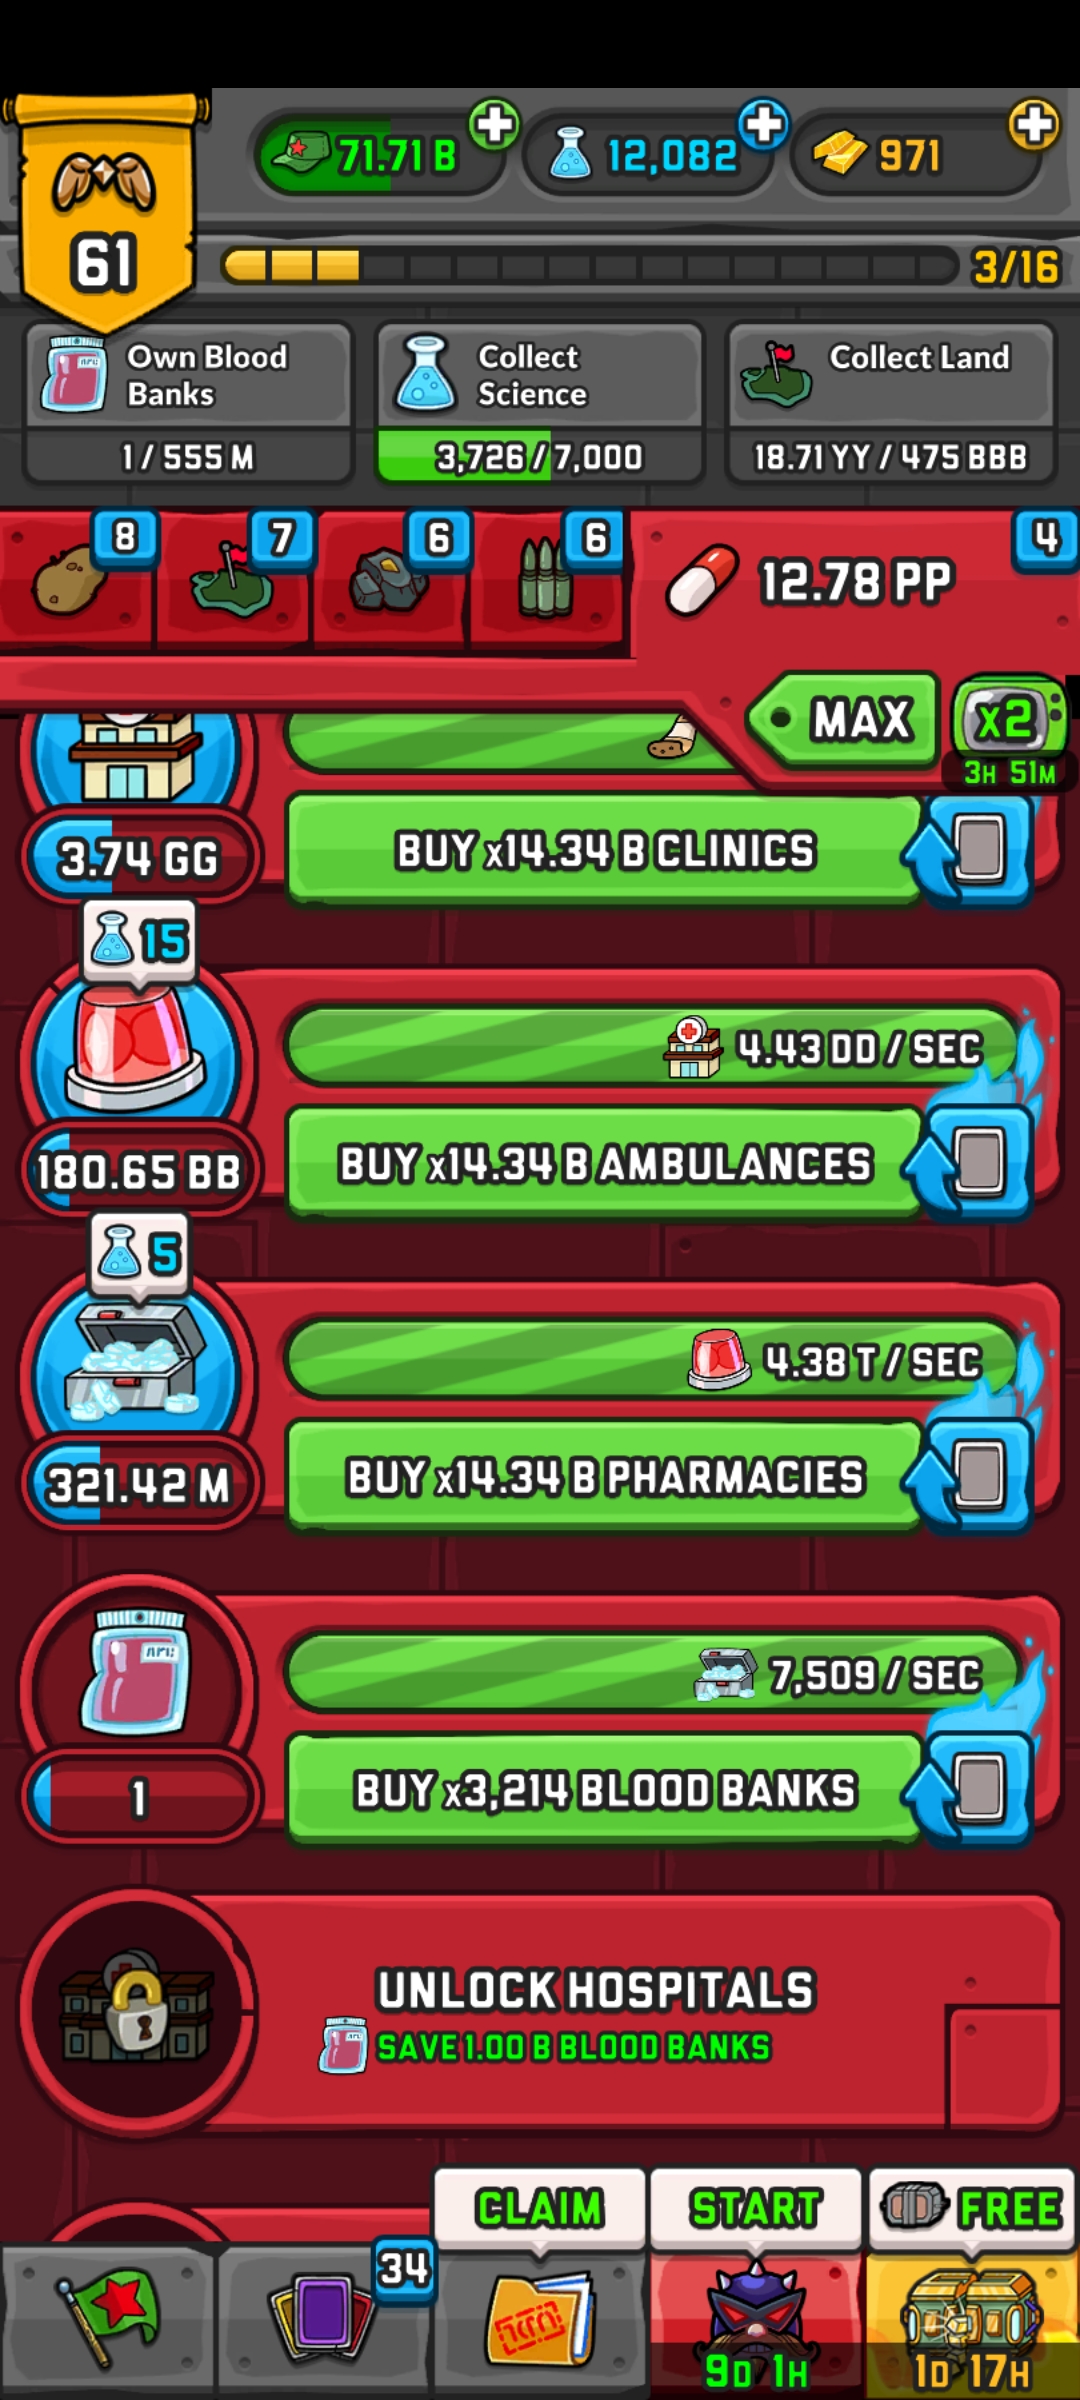 71.71 B
12,082
971
61
3/16
Own Blood
Banks
1 / 555 M
Collect
Science
3,726 / 7,000
Collect Land
18.71 YY / 475 BBB
8
7
6
6
4
12.78 PP
MAX
x2
3H 51M
3.74 GG
BUY x14.34 B CLINICS
15
4.43 DD / SEC
180.65 BB
BUY x14.34 B AMBULANCES
5
4.38 T / SEC
321.42 M
BUY x14.34 B PHARMACIES
7,509 / SEC
1
BUY x3,214 BLOOD BANKS
UNLOCK HOSPITALS
SAVE 1.00 B BLOOD BANKS
CLAIM
START
FREE
34
9D 1H
1D 17H